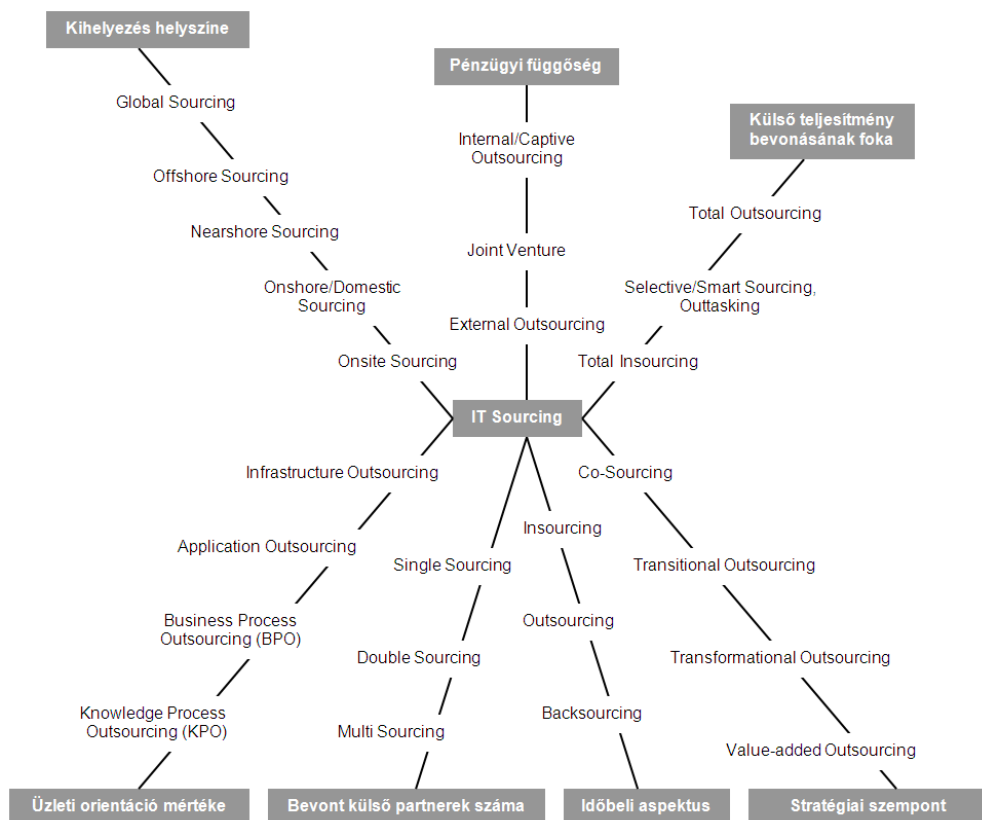 Kihelyezés helyszíne
Global Sourcing
Offshore Sourcing
Nearshore Sourcing
Onshore/Domestic
Sourcing
Onsite Sourcing
Pénzügyi függőség
Internal/Captive
Outsourcing
Joint Venture
External Outsourcing
Külső teljesítmény
bevonásának foka
Total Outsourcing
Selective/Smart Sourcing,
Outtasking
Total Insourcing
IT Sourcing
Infrastructure Outsourcing
Application Outsourcing
Business Process
Outsourcing (BPO)
Knowledge Process
Outsourcing (KPO)
Üzleti orientáció mértéke
Single Sourcing
Double Sourcing
Multi Sourcing
Bevont külső partnerek száma
Insourcing
Outsourcing
Backsourcing
Időbeli aspektus
Co-Sourcing
Transitional Outsourcing
Transformational Outsourcing
Value-added Outsourcing
Stratégiai szempont